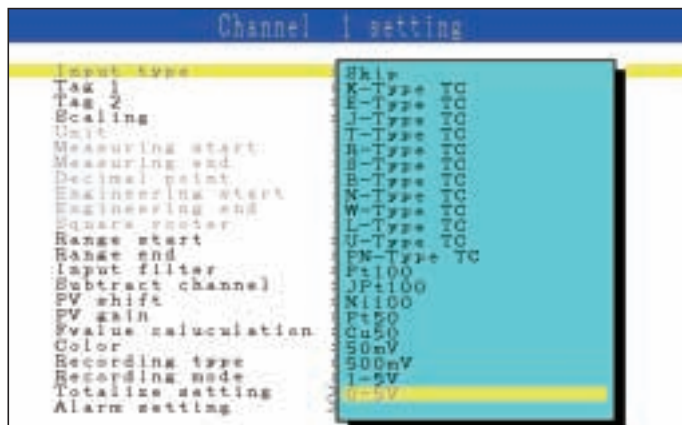 Channel 1 setting
Input type
Tag 1
Tag 2
Scaling
Unit
Measuring start
Measuring end
Decimal point
Engineering start
Engineering end
Square rooter
Range start
Range end
Input filter
Subtract channel
PV shift
PV gain
Fvalue caluculation
Color
Recording type
Recording mode
Totalize setting
Alarm setting
Skip
K-Type TC
E-Type TC
J-Type TC
T-Type TC
R-Type TC
S-Type TC
B-Type TC
N-Type TC
W-Type TC
L-Type TC
U-Type TC
PN-Type TC
Pt100
JPt100
Ni100
Pt50
Cu50
50mV
500mV
1-5V
0-5V